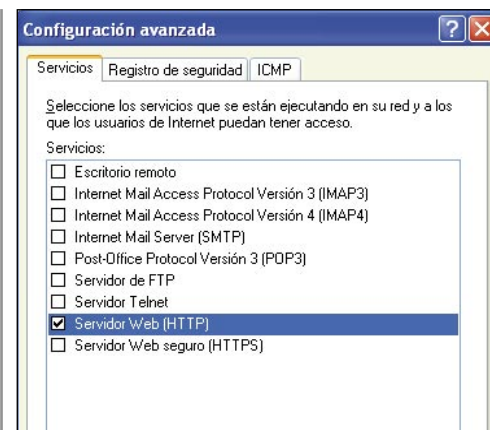 Configuración avanzada
Servicios Registro de seguridad ICMP
Seleccione los servicios que se están ejecutando en su red y a los
que los usuarios de Internet puedan tener acceso.
Servicios:
Escritorio remoto
Internet Mail Access Protocol Versión 3 (IMAP3)
Internet Mail Access Protocol Versión 4 (IMAP4)
Internet Mail Server (SMTP)
Post-Office Protocol Versión 3 (POP3)
Servidor de FTP
Servidor Telnet
Servidor Web (HTTP)
Servidor Web seguro (HTTPS)